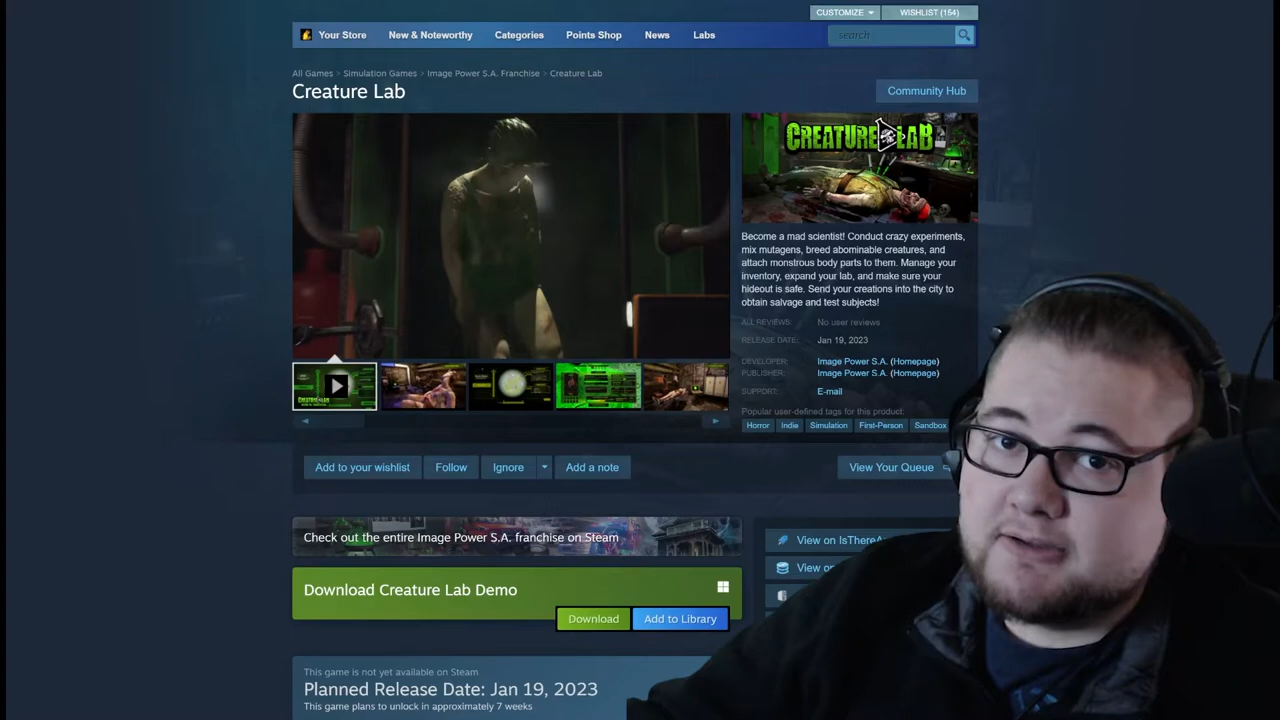 CUSTOMIZE
WISHLIST (154)
Your Store
New & Noteworthy
Categories
Points Shop
News
Labs
search
All Games > Simulation Games > Image Power S.A. Franchise > Creature Lab
Creature Lab
Community Hub
CREATURE LAB
Become a mad scientist! Conduct crazy experiments,
mix mutagens, breed abominable creatures, and
attach monstrous body parts to them. Manage your
inventory, expand your lab, and make sure your
hideout is safe. Send your creations into the city to
obtain salvage and test subjects!
ALL REVIEWS: No user reviews
RELEASE DATE: Jan 19, 2023
DEVELOPER: Image Power S.A. (Homepage)
PUBLISHER: Image Power S.A. (Homepage)
SUPPORT: E-mail
Popular user-defined tags for this product:
Horror
Indie
Simulation
First-Person
Sandbox
Add to your wishlist
Follow
Ignore
Add a note
View Your Queue
Check out the entire Image Power S.A. franchise on Steam
View on
View on
Download Creature Lab Demo
Download
Add to Library
This game is not yet available on Steam
Planned Release Date: Jan 19, 2023
This game plans to unlock in approximately 7 weeks